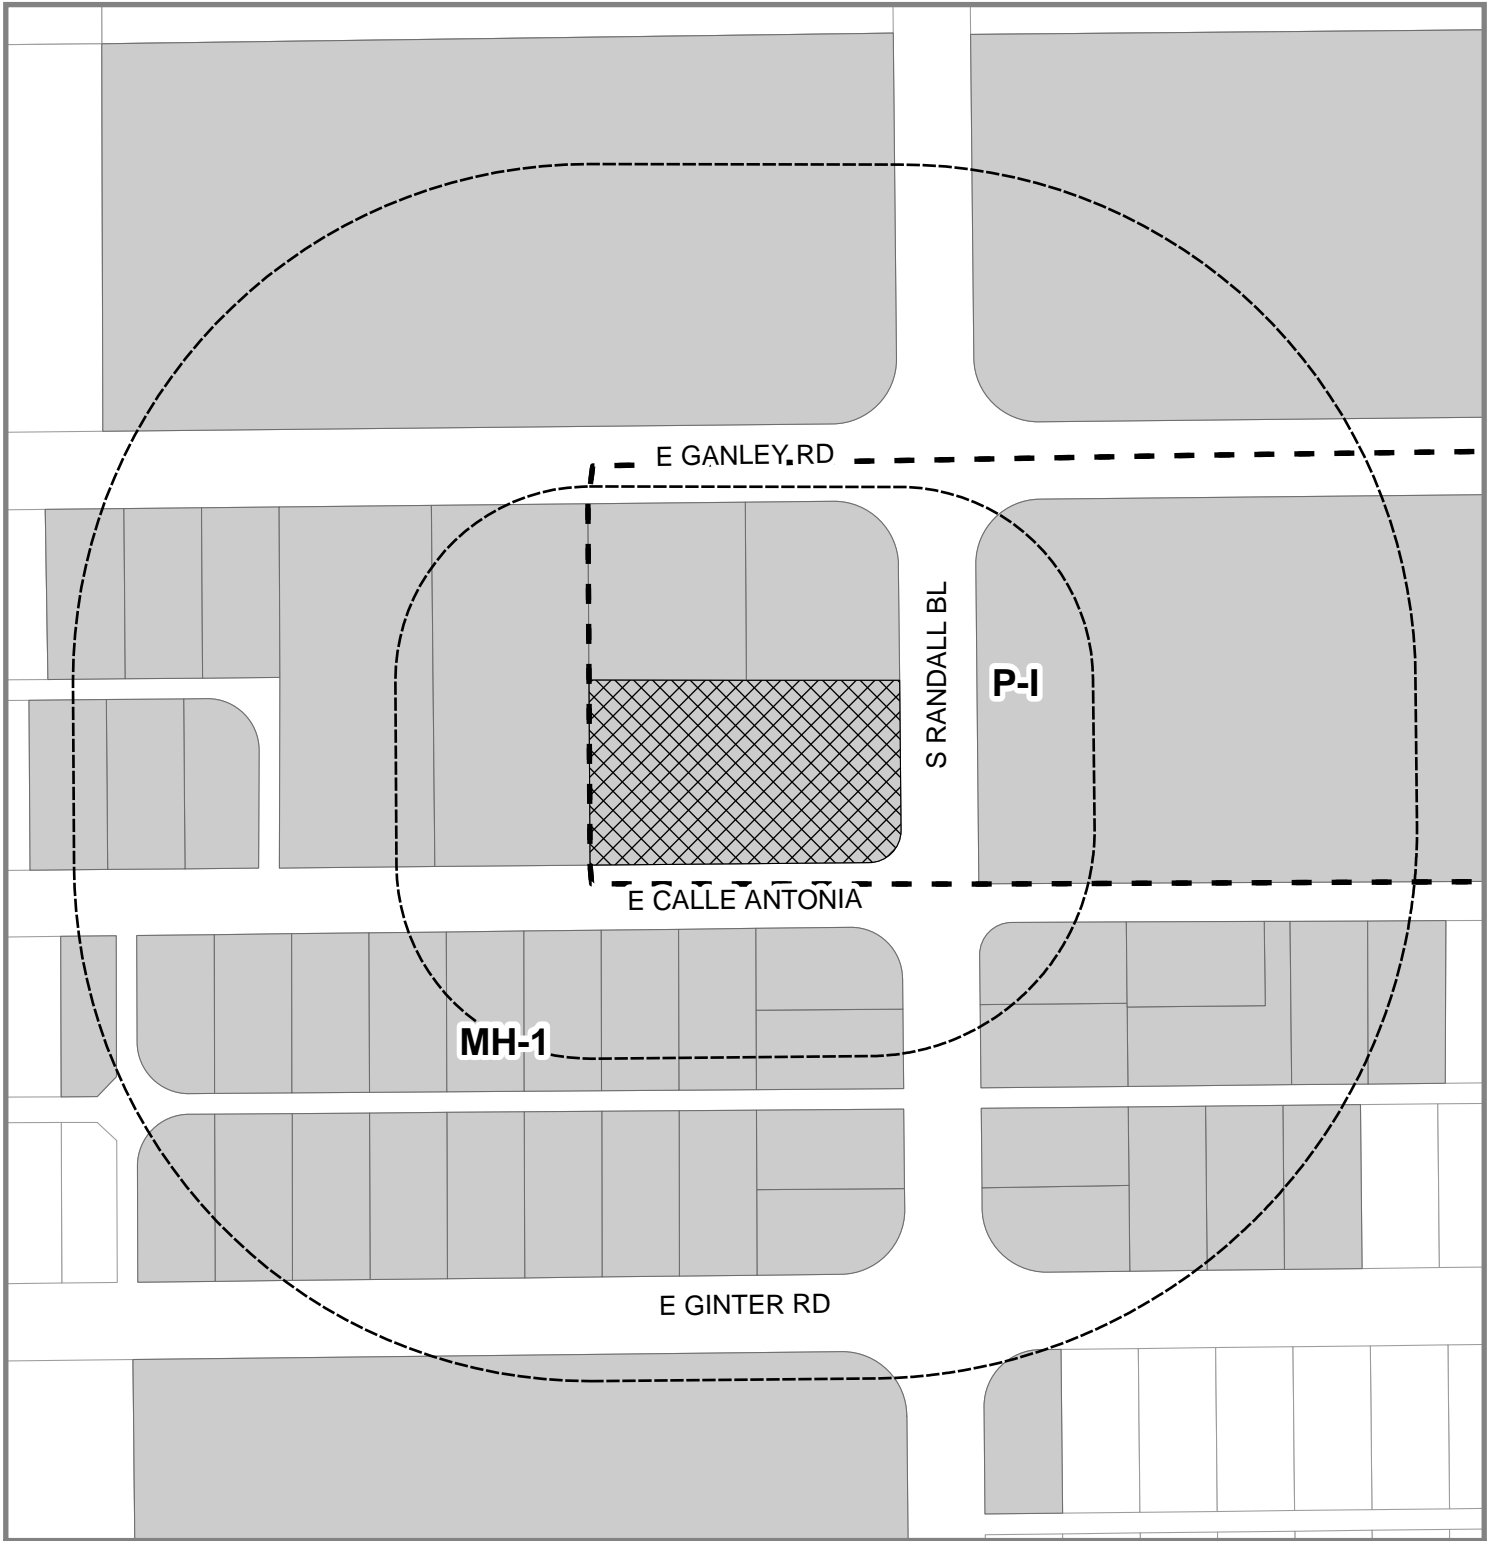 E GANLEY RD
S RANDALL BL
P-I
E CALLE ANTONIA
MH-1
E GINTER RD